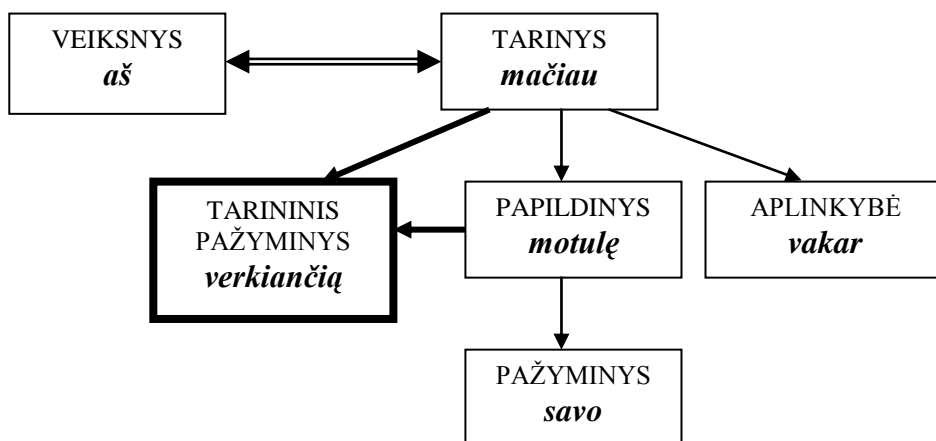 VEIKSNYS
aš
TARINYS
mačiau
TARININIS
PAŽYMINYS
verkiančią
PAPILDINYS
motulę
APLINKYBĖ
vakar
PAŽYMINYS
savo